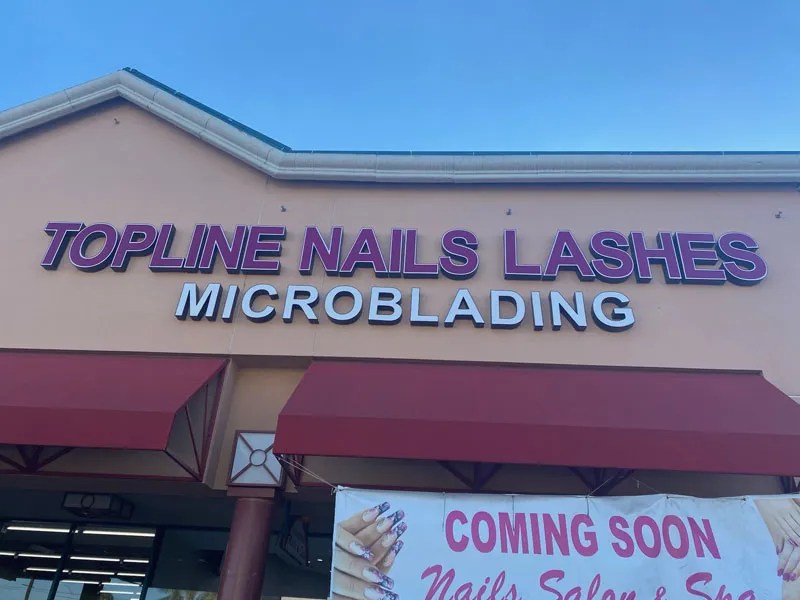 TOPLINE NAILS LASHES
MICROBLADING
COMING SOON
Nails Salon & Spa